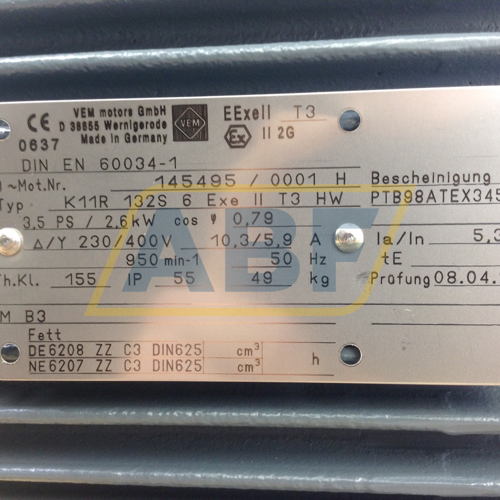 VEM motors GmbH
D 38855 Wernigerode
Made in Germany
VEM
CE
0637
EExeII T3
Ex II 2G
DIN EN 60034-1
~Mot.Nr. 145495 / 0001 H
Bescheinigung
Typ K11R 132S 6 Exe II T3 HW
PTB98ATEX345
3,5 PS / 2,6kW cos φ 0,79
Δ/Y 230/400V 10,3/5,9 A
Ia/In 5,3
950 min-1 50 Hz
tE
Th.Kl. 155 IP 55 49 kg
Prüfung 08.04.
ABF
M B3
Fett
DE6208 ZZ C3 DIN625 cm³
NE6207 ZZ C3 DIN625 cm³
h